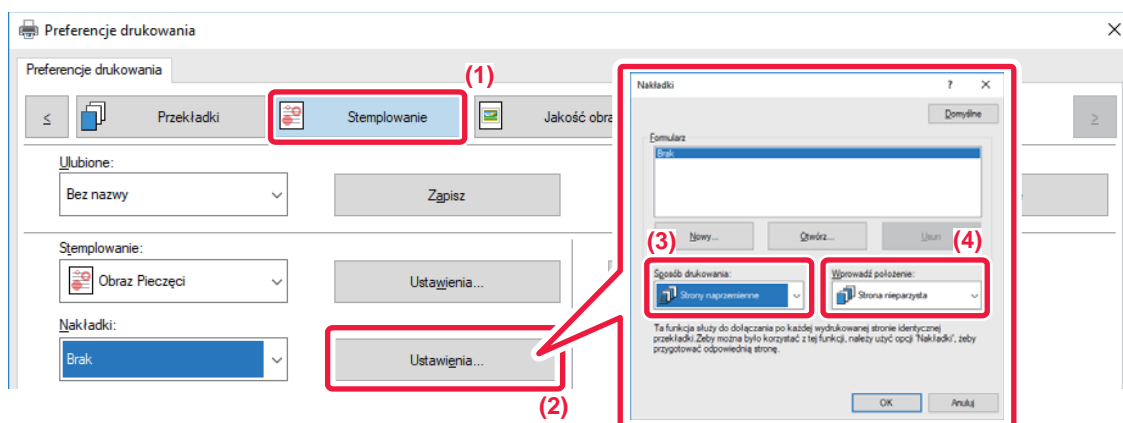 Preferencje drukowania
Preferencje drukowania
(1)
≤
Przekładki
Stemplowanie
Jakość obra
≥
Ulubione:
Bez nazwy
Zapisz
Stemplowanie:
Obraz Pieczęci
Ustawienia...
Nakładki:
Brak
Ustawienia...
(2)
Nakładki
?
Domyślne
Formularz
Brak
Nowy...
Otwórz...
Usun
(3)
(4)
Sposób drukowania:
Wprowadź położenie:
Strony naprzemienne
Strona nieparzysta
Ta funkcja służy do dołączania po każdej wydrukowanej stronie identycznej
przekładki.Żeby można było korzystać z tej funkcji, należy użyć opcji 'Nakładki', żeby
przygotować odpowiednią stronę.
OK
Anuluj